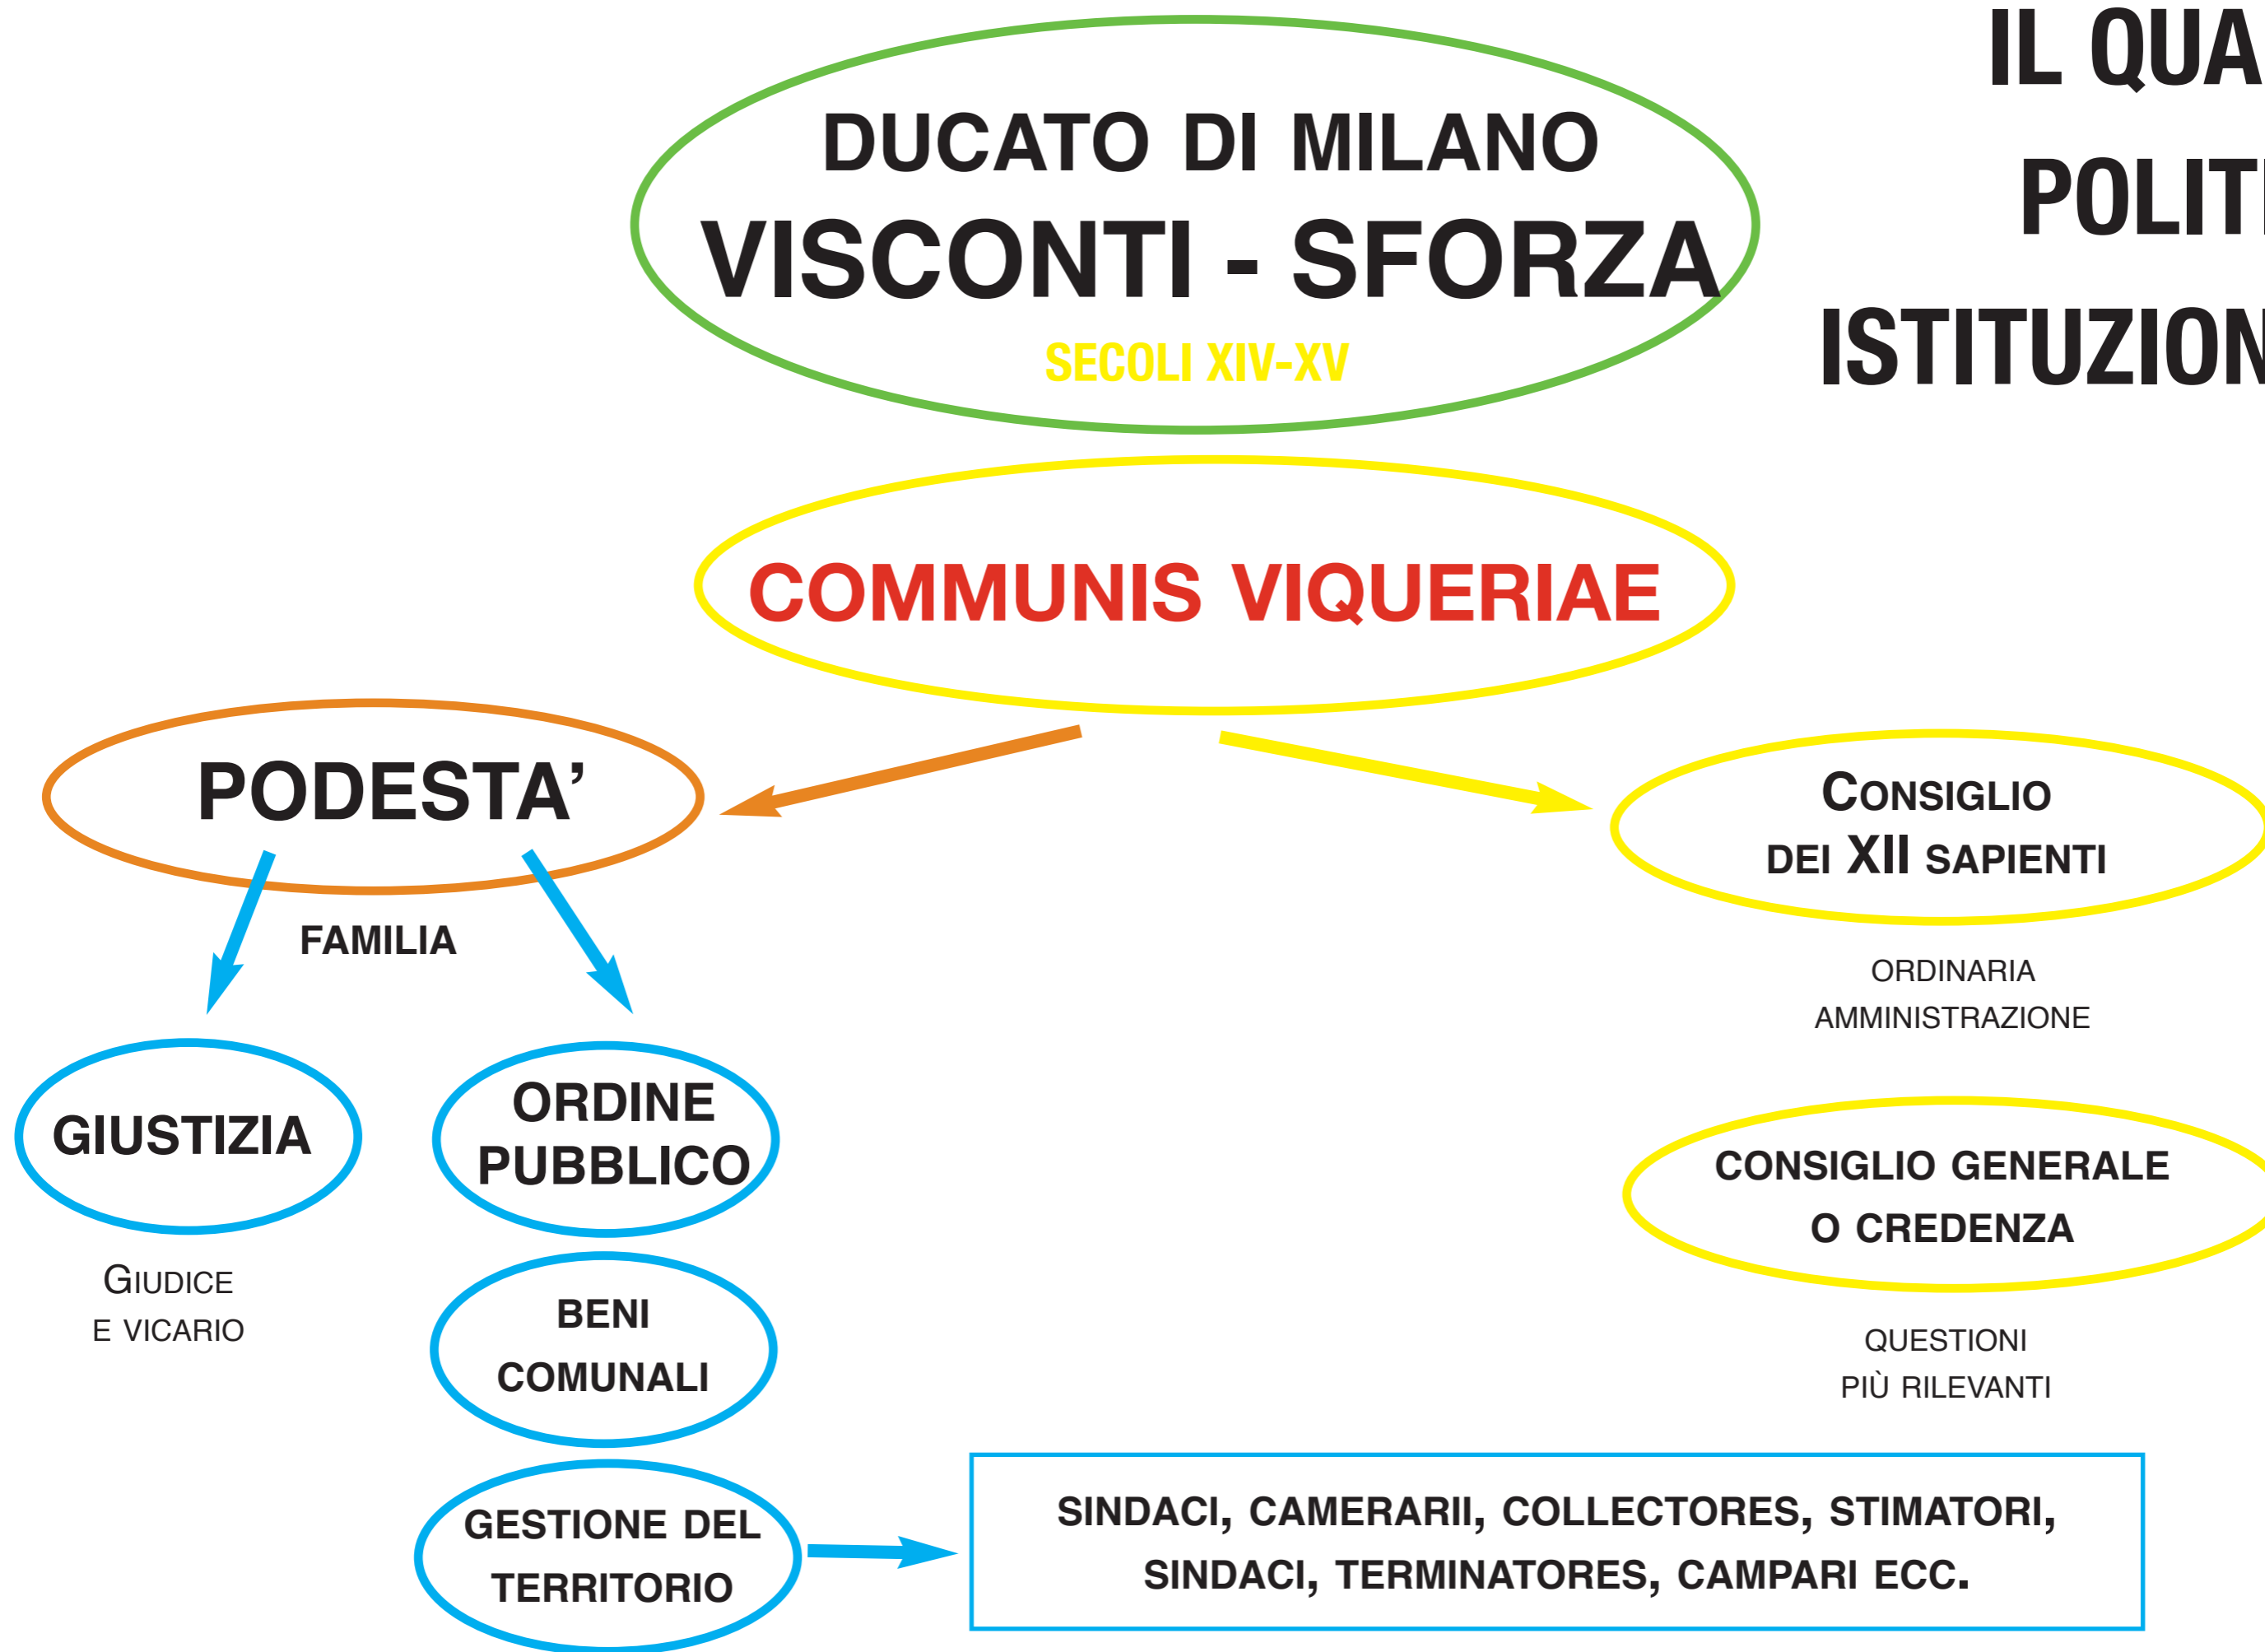 IL QUA
POLITI
ISTITUZION
DUCATO DI MILANO
VISCONTI - SFORZA
SECOLI XIV-XV
COMMUNIS VIQUERIAE
PODESTA’
FAMILIA
GIUSTIZIA
GIUDICE
E VICARIO
ORDINE
PUBBLICO
BENI
COMUNALI
GESTIONE DEL
TERRITORIO
SINDACI, CAMERARII, COLLECTORES, STIMATORI,
SINDACI, TERMINATORES, CAMPARI ECC.
CONSIGLIO
DEI XII SAPIENTI
ORDINARIA
AMMINISTRAZIONE
CONSIGLIO GENERALE
O CREDENZA
QUESTIONI
PIÙ RILEVANTI